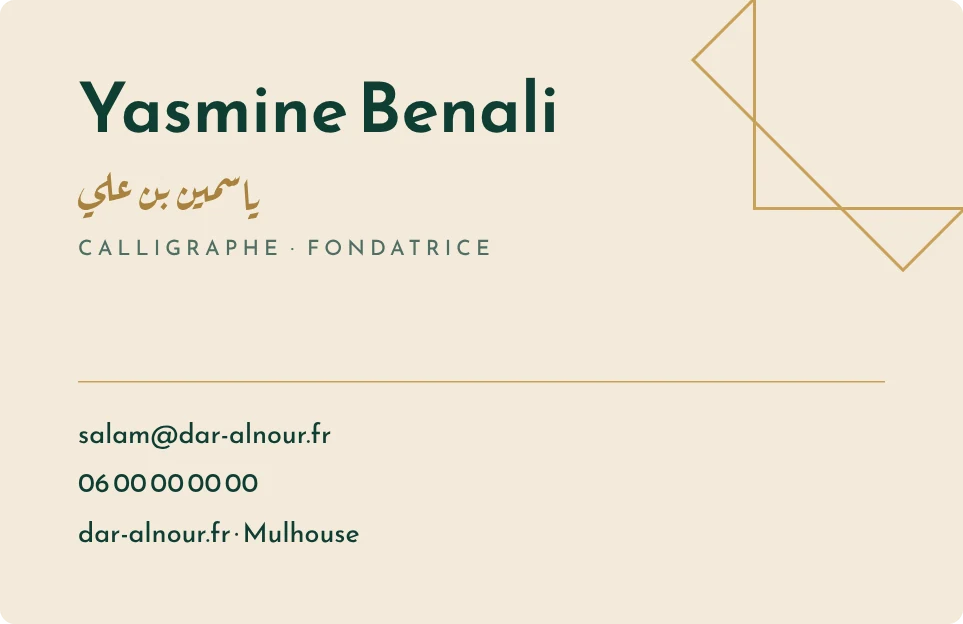 Yasmine Benali
ياسمين بن علي
CALLIGRAPHE · FONDATRICE
salam@dar-alnour.fr
06 00 00 00 00
dar-alnour.fr · Mulhouse